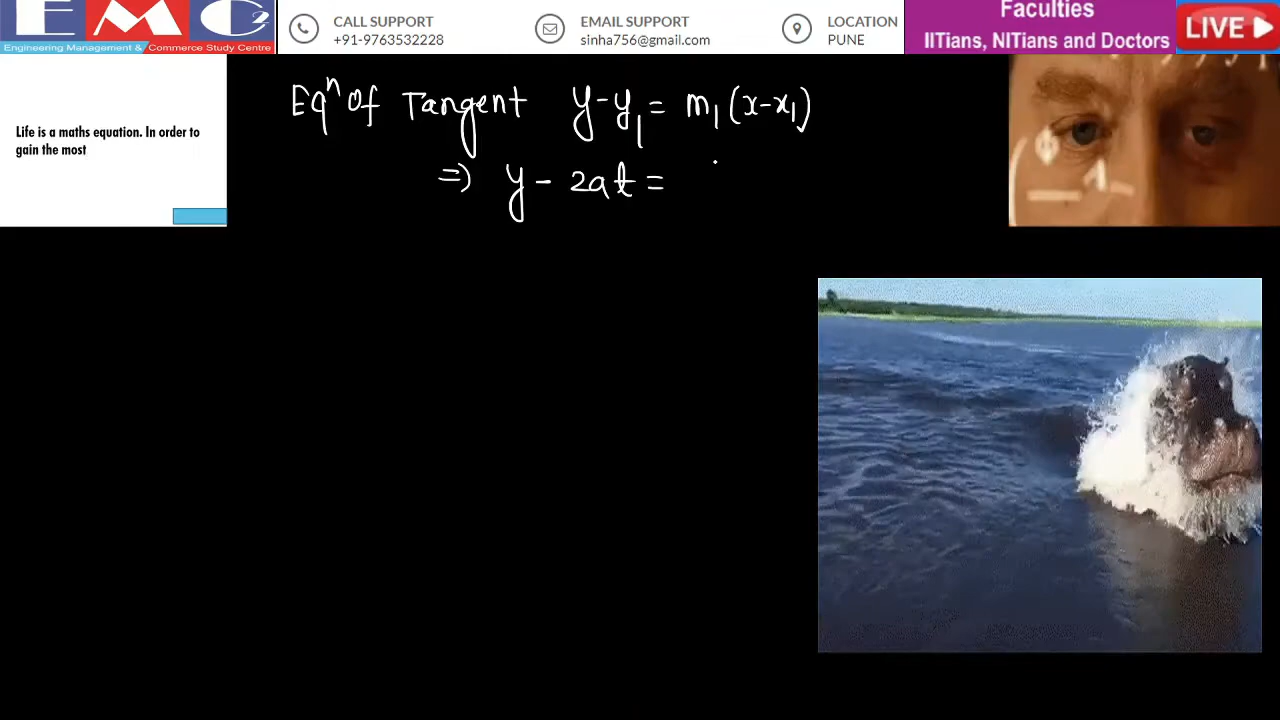 EMC2
Engineering Management & Commerce Study Centre
CALL SUPPORT
+91-9763532228
EMAIL SUPPORT
sinha756@gmail.com
LOCATION
PUNE
Faculties
IITians, NITians and Doctors
LIVE
Life is a maths equation. In order to
gain the most
Eqⁿ Of Tangent y-y₁ = m₁(x-x₁)
⇒ y - 2at =